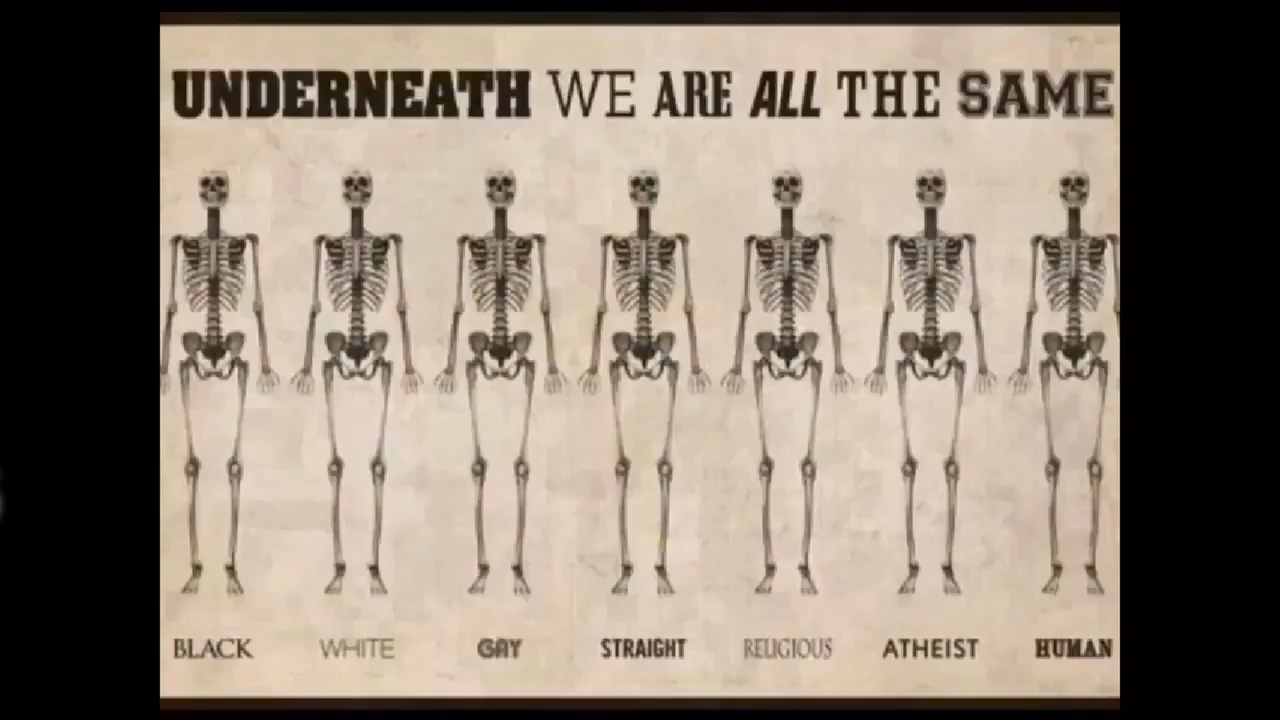 UNDERNEATH WE ARE ALL THE SAME
BLACK WHITE GAY STRAIGHT RELIGIOUS ATHEIST HUMAN